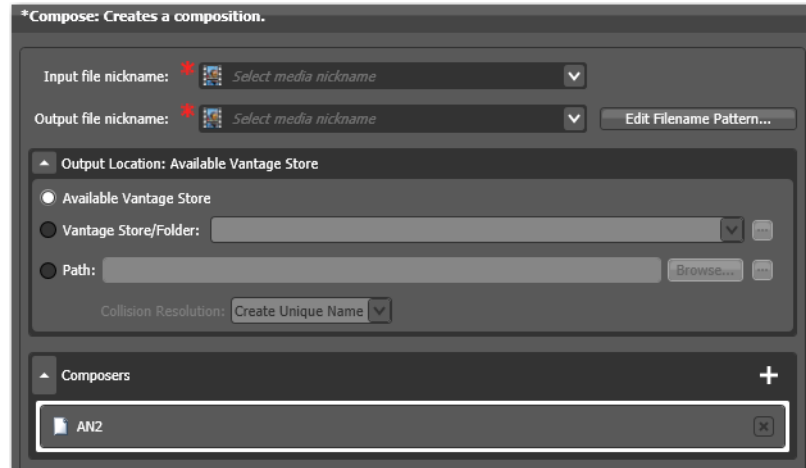 *Compose: Creates a composition.
Input file nickname: * Select media nickname
Output file nickname: * Select media nickname Edit Filename Pattern...
Output Location: Available Vantage Store
Available Vantage Store
Vantage Store/Folder: ...
Path: Browse... ...
Collision Resolution: Create Unique Name
Composers +
AN2